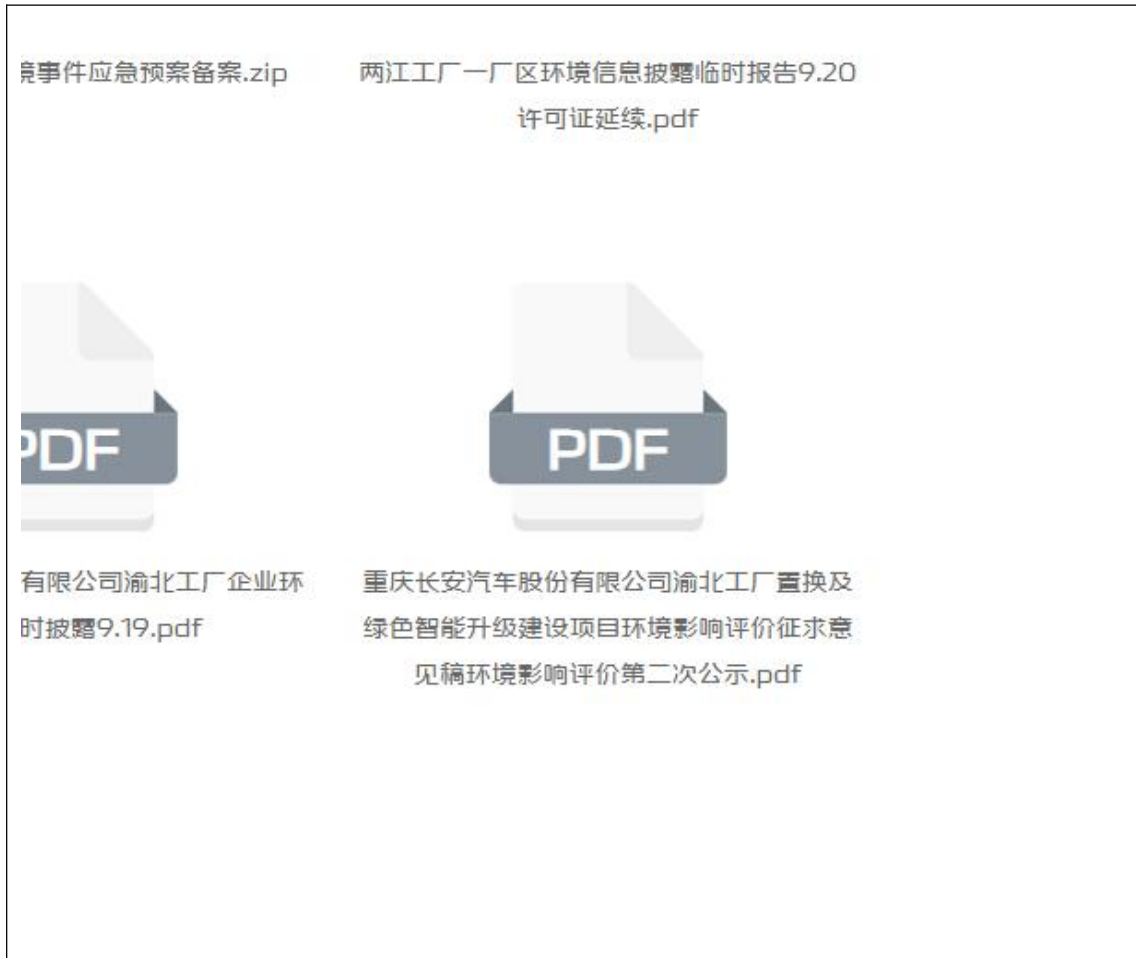 境事件应急预案备案.zip
两江工厂一厂区环境信息披露临时报告9.20
许可证延续.pdf
PDF
PDF
有限公司渝北工厂企业环
时披露9.19.pdf
重庆长安汽车股份有限公司渝北工厂置换及
绿色智能升级建设项目环境影响评价征求意
见稿环境影响评价第二次公示.pdf